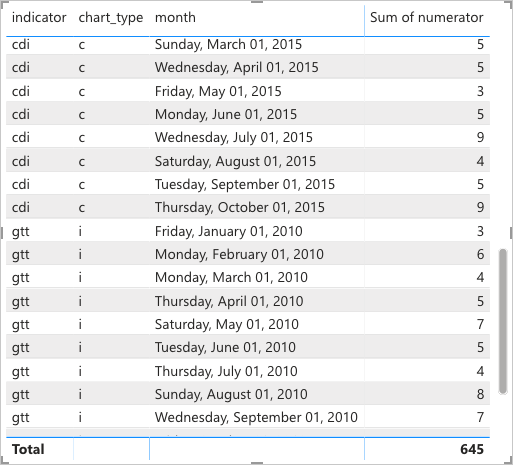 indicator chart_type month Sum of numerator
cdi c Sunday, March 01, 2015 5
cdi c Wednesday, April 01, 2015 5
cdi c Friday, May 01, 2015 3
cdi c Monday, June 01, 2015 5
cdi c Wednesday, July 01, 2015 9
cdi c Saturday, August 01, 2015 4
cdi c Tuesday, September 01, 2015 5
cdi c Thursday, October 01, 2015 9
gtt i Friday, January 01, 2010 3
gtt i Monday, February 01, 2010 6
gtt i Monday, March 01, 2010 4
gtt i Thursday, April 01, 2010 5
gtt i Saturday, May 01, 2010 7
gtt i Tuesday, June 01, 2010 5
gtt i Thursday, July 01, 2010 4
gtt i Sunday, August 01, 2010 8
gtt i Wednesday, September 01, 2010 7
Total 645